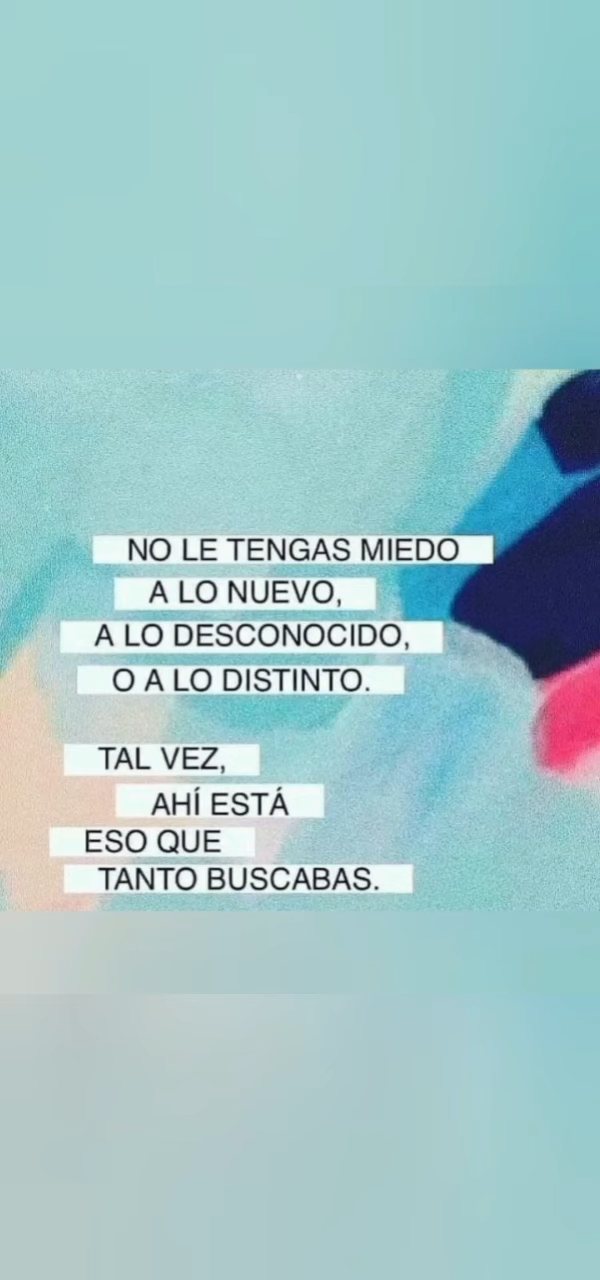 NO LE TENGAS MIEDO
A LO NUEVO,
A LO DESCONOCIDO,
O A LO DISTINTO.
TAL VEZ,
AHÍ ESTÁ
ESO QUE
TANTO BUSCABAS.